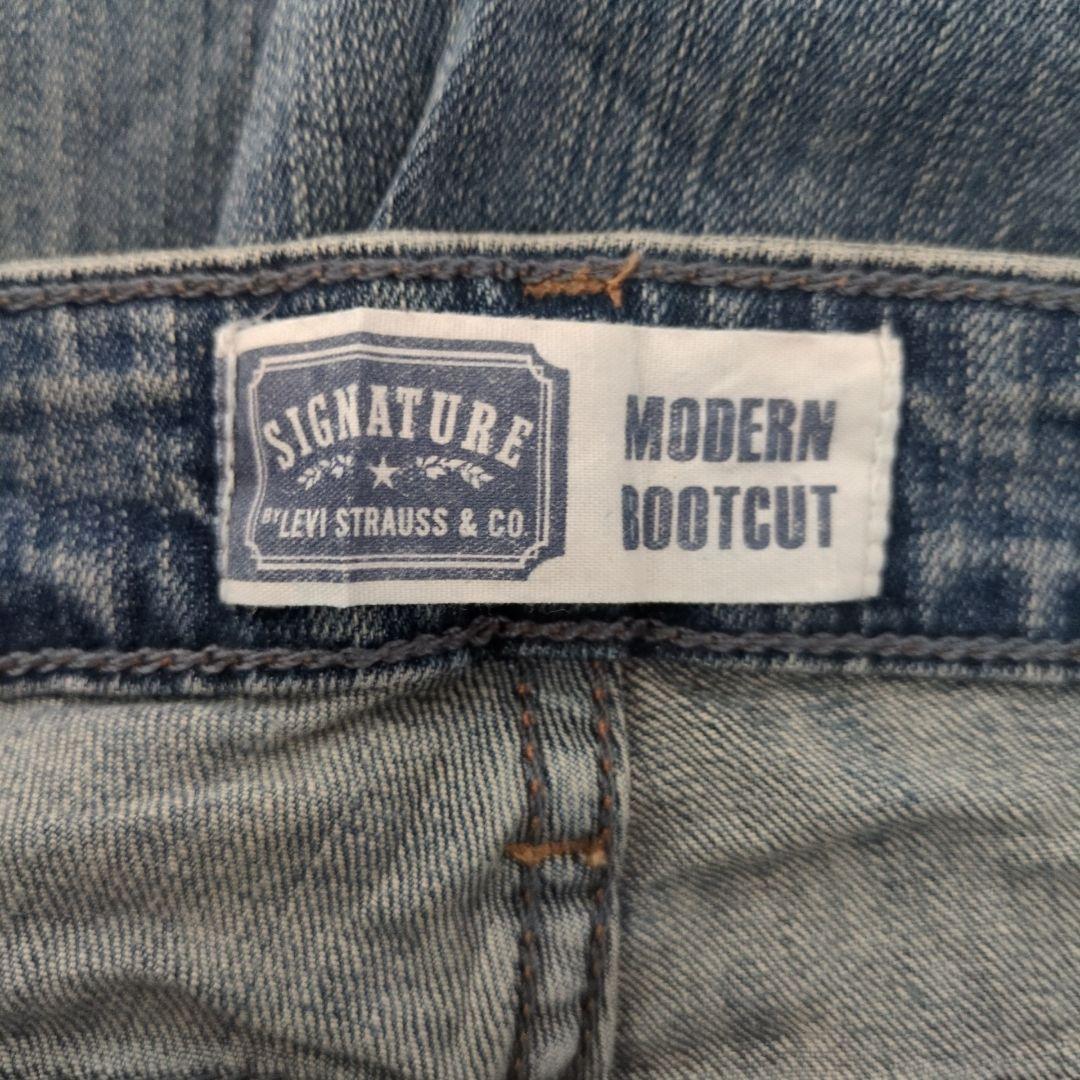 SIGNATURE
BY LEVI STRAUSS & CO.
MODERN
BOOTCUT